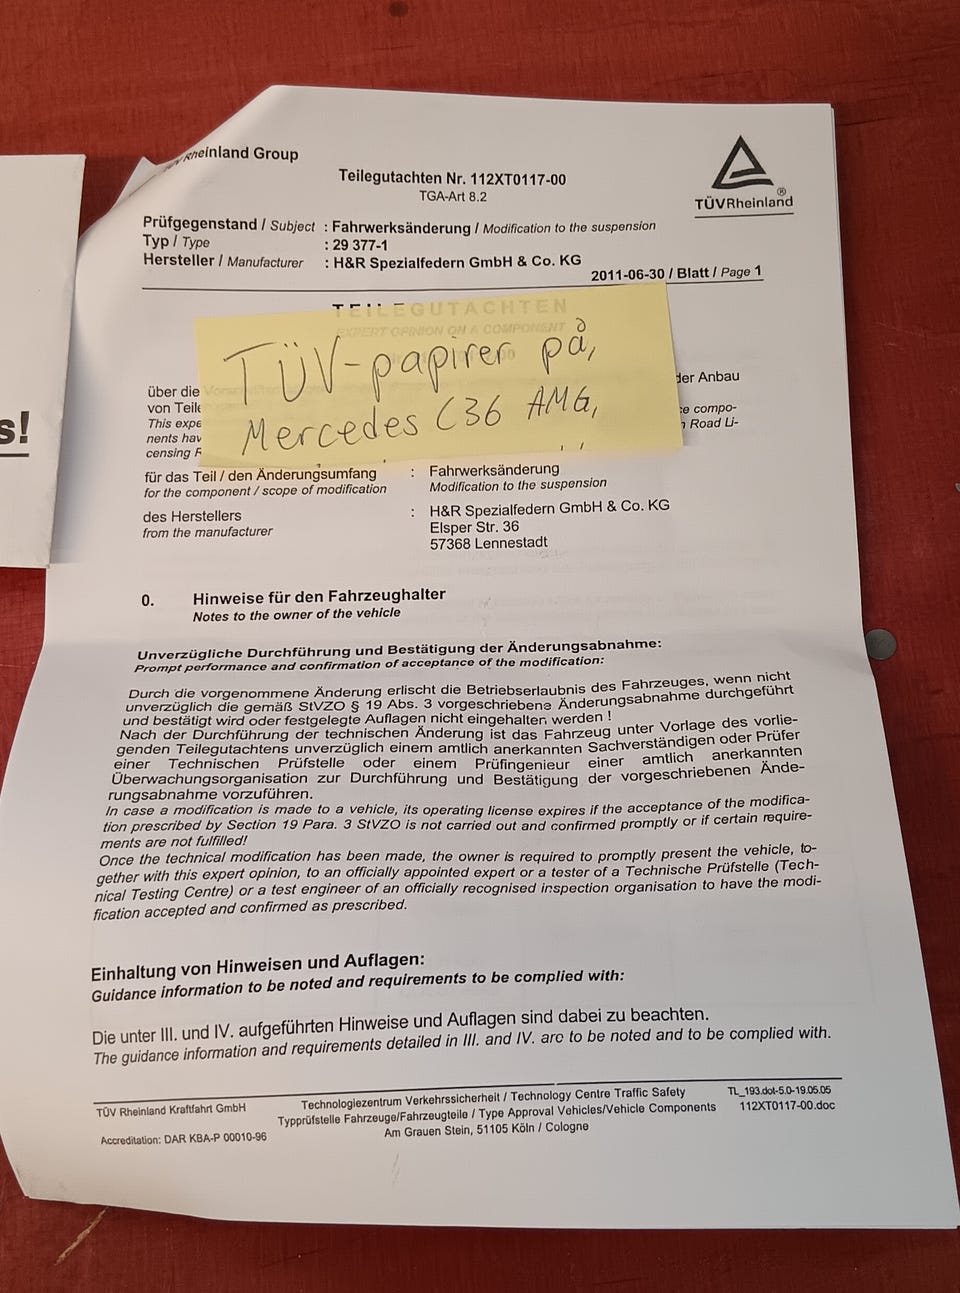 Rheinland Group
Teilegutachten Nr. 112XT0117-00
TGA-Art 8.2
TÜVRheinland
®
Prüfgegenstand / Subject : Fahrwerksänderung / Modification to the suspension
Typ / Type : 29 377-1
Hersteller / Manufacturer : H&R Spezialfedern GmbH & Co. KG
2011-06-30 / Blatt / Page 1
TEILEGUTACHTEN
EXPERT OPINION ON A COMPONENT
TÜV-papirer på,
Mercedes C36 AMG,
s!
über die
der Anbau
von Teile
This expe
compo-
nents hav
Road Li-
censing
für das Teil / den Änderungsumfang : Fahrwerksänderung
for the component / scope of modification Modification to the suspension
des Herstellers : H&R Spezialfedern GmbH & Co. KG
from the manufacturer Elsper Str. 36
57368 Lennestadt
0. Hinweise für den Fahrzeughalter
Notes to the owner of the vehicle
Unverzügliche Durchführung und Bestätigung der Änderungsabnahme:
Prompt performance and confirmation of acceptance of the modification:
Durch die vorgenommene Änderung erlischt die Betriebserlaubnis des Fahrzeuges, wenn nicht
unverzüglich die gemäß StVZO § 19 Abs. 3 vorgeschriebene Änderungsabnahme durchgeführt
und bestätigt wird oder festgelegte Auflagen nicht eingehalten werden !
Nach der Durchführung der technischen Änderung ist das Fahrzeug unter Vorlage des vorlie-
genden Teilegutachtens unverzüglich einem amtlich anerkannten Sachverständigen oder Prüfer
einer Technischen Prüfstelle oder einem Prüfingenieur einer amtlich anerkannten
Überwachungsorganisation zur Durchführung und Bestätigung der vorgeschriebenen Ände-
rungsabnahme vorzuführen.
In case a modification is made to a vehicle, its operating license expires if the acceptance of the modifica-
tion prescribed by Section 19 Para. 3 StVZO is not carried out and confirmed promptly or if certain require-
ments are not fulfilled!
Once the technical modification has been made, the owner is required to promptly present the vehicle, to-
gether with this expert opinion, to an officially appointed expert or a tester of a Technische Prüfstelle (Tech-
nical Testing Centre) or a test engineer of an officially recognised inspection organisation to have the modi-
fication accepted and confirmed as prescribed.
Einhaltung von Hinweisen und Auflagen:
Guidance information to be noted and requirements to be complied with:
Die unter III. und IV. aufgeführten Hinweise und Auflagen sind dabei zu beachten.
The guidance information and requirements detailed in III. and IV. are to be noted and to be complied with.
TÜV Rheinland Kraftfahrt GmbH
Accreditation: DAR KBA-P 00010-96
Technologiezentrum Verkehrssicherheit / Technology Centre Traffic Safety
Typprüfstelle Fahrzeuge/Fahrzeugteile / Type Approval Vehicles/Vehicle Components
Am Grauen Stein, 51105 Köln / Cologne
TL_193.dot-5.0-19.05.05
112XT0117-00.doc